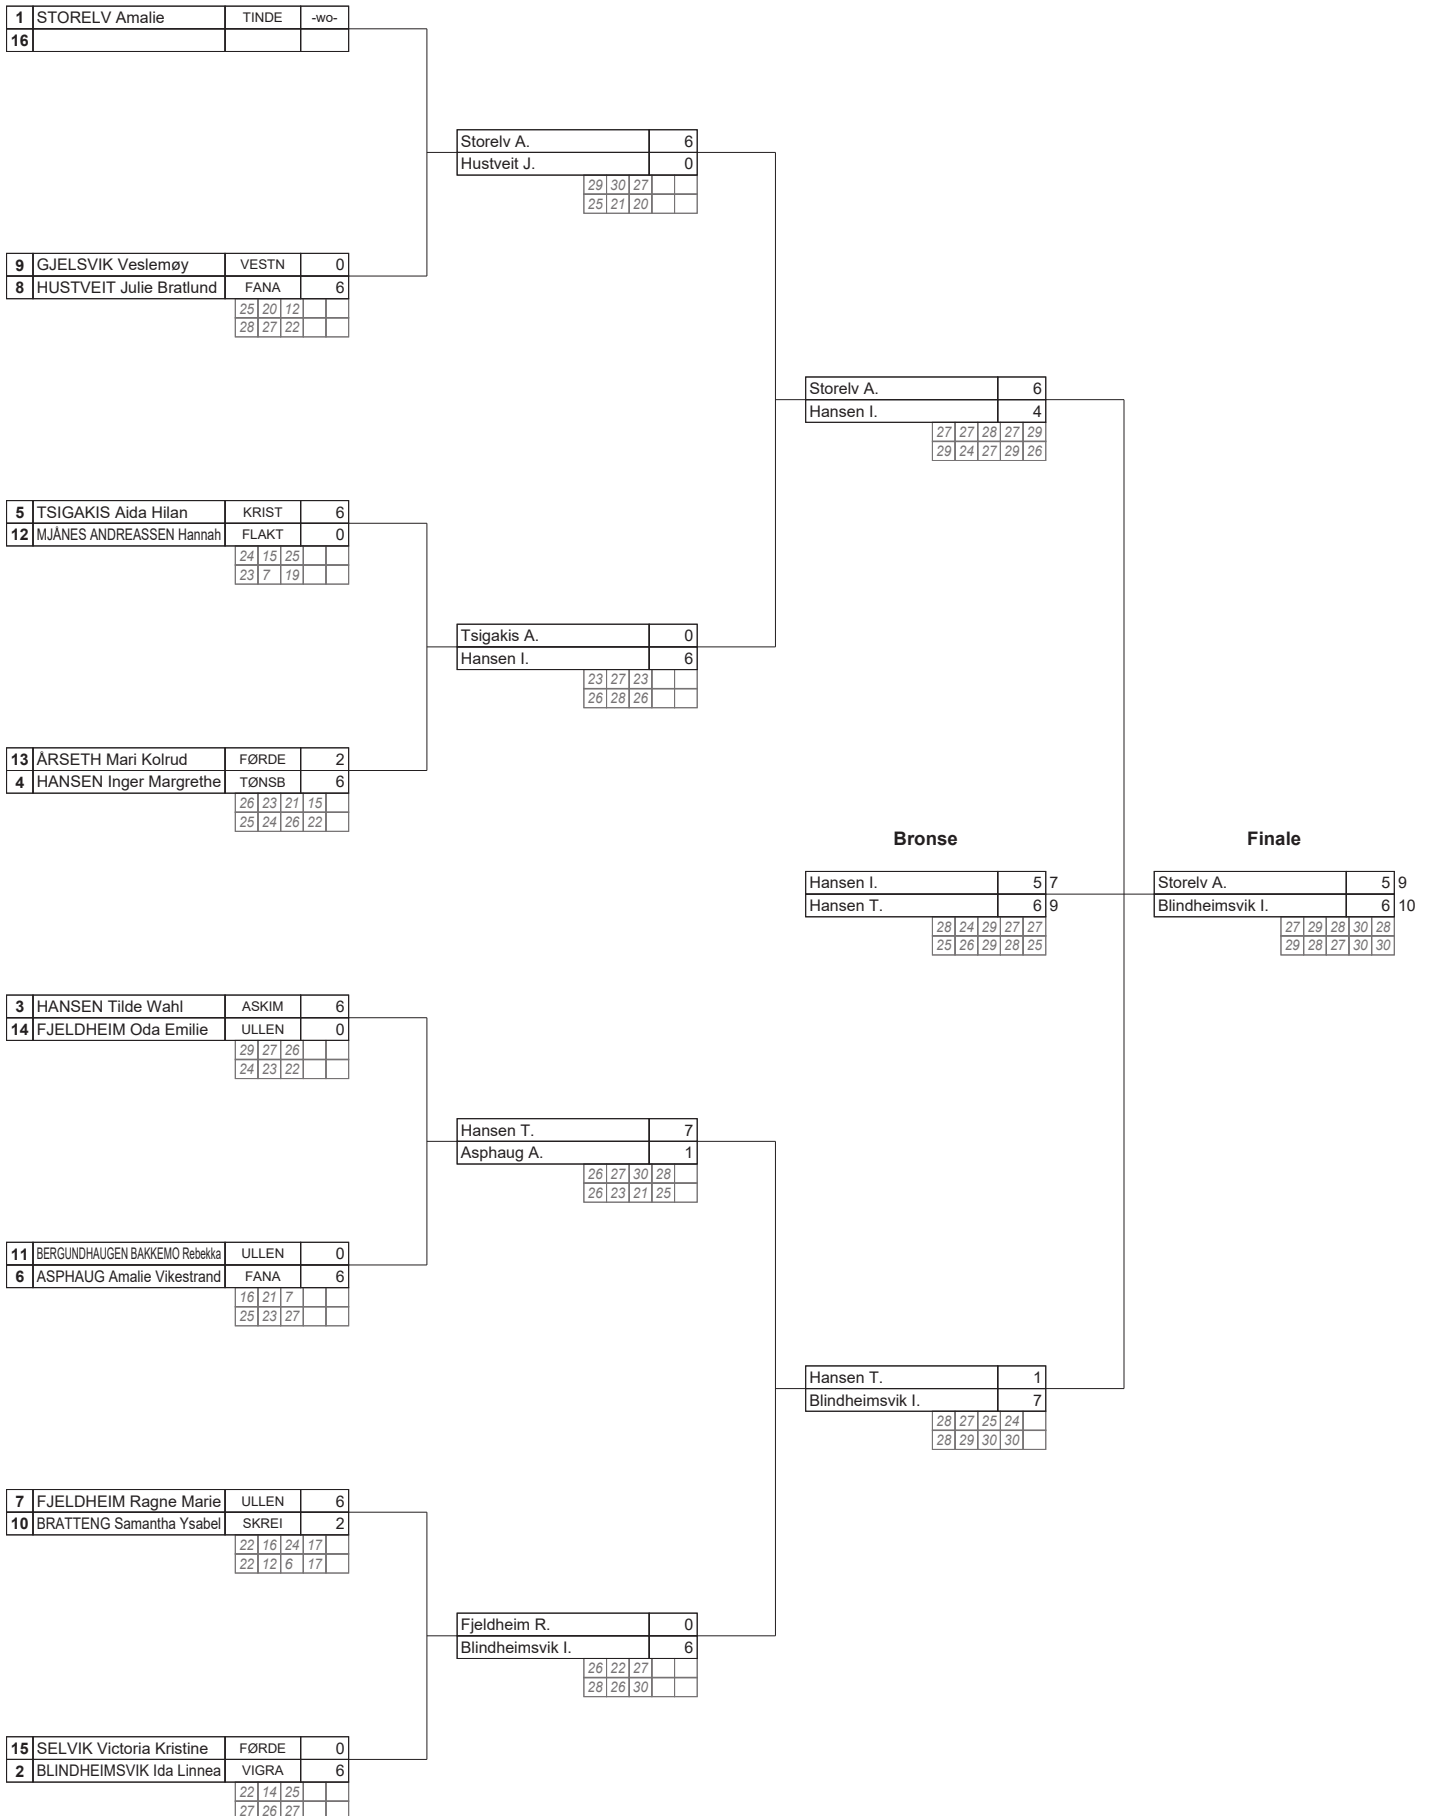 1 STORELV Amalie TINDE -wo-
16
Storelv A. 6
Hustveit J. 0
29 30 27
25 21 20
9 GJELSVIK Veslemøy VESTN 0
8 HUSTVEIT Julie Bratlund FANA 6
25 20 12
28 27 22
Storelv A. 6
Hansen I. 4
27 27 28 27 29
29 24 27 29 26
5 TSIGAKIS Aida Hilan KRIST 6
12 MJÅNES ANDREASSEN Hannah FLAKT 0
24 15 25
23 7 19
Tsigakis A. 0
Hansen I. 6
23 27 23
26 28 26
13 ÅRSETH Mari Kolrud FØRDE 2
4 HANSEN Inger Margrethe TØNSB 6
26 23 21 15
25 24 26 22
Bronse Finale
Hansen I. 5 7 Storelv A. 5 9
Hansen T. 6 9 Blindheimsvik I. 6 10
28 24 29 27 27 27 29 28 30 28
25 26 29 28 25 29 28 27 30 30
3 HANSEN Tilde Wahl ASKIM 6
14 FJELDHEIM Oda Emilie ULLEN 0
29 27 26
24 23 22
Hansen T. 7
Asphaug A. 1
26 27 30 28
26 23 21 25
11 BERGUNDHAUGEN BAKKEMO Rebekka ULLEN 0
6 ASPHAUG Amalie Vikestrand FANA 6
16 21 7
25 23 27
Hansen T. 1
Blindheimsvik I. 7
28 27 25 24
28 29 30 30
7 FJELDHEIM Ragne Marie ULLEN 6
10 BRATTENG Samantha Ysabel SKREI 2
22 16 24 17
22 12 6 17
Fjeldheim R. 0
Blindheimsvik I. 6
26 22 27
28 26 30
15 SELVIK Victoria Kristine FØRDE 0
2 BLINDHEIMSVIK Ida Linnea VIGRA 6
22 14 25
27 26 27